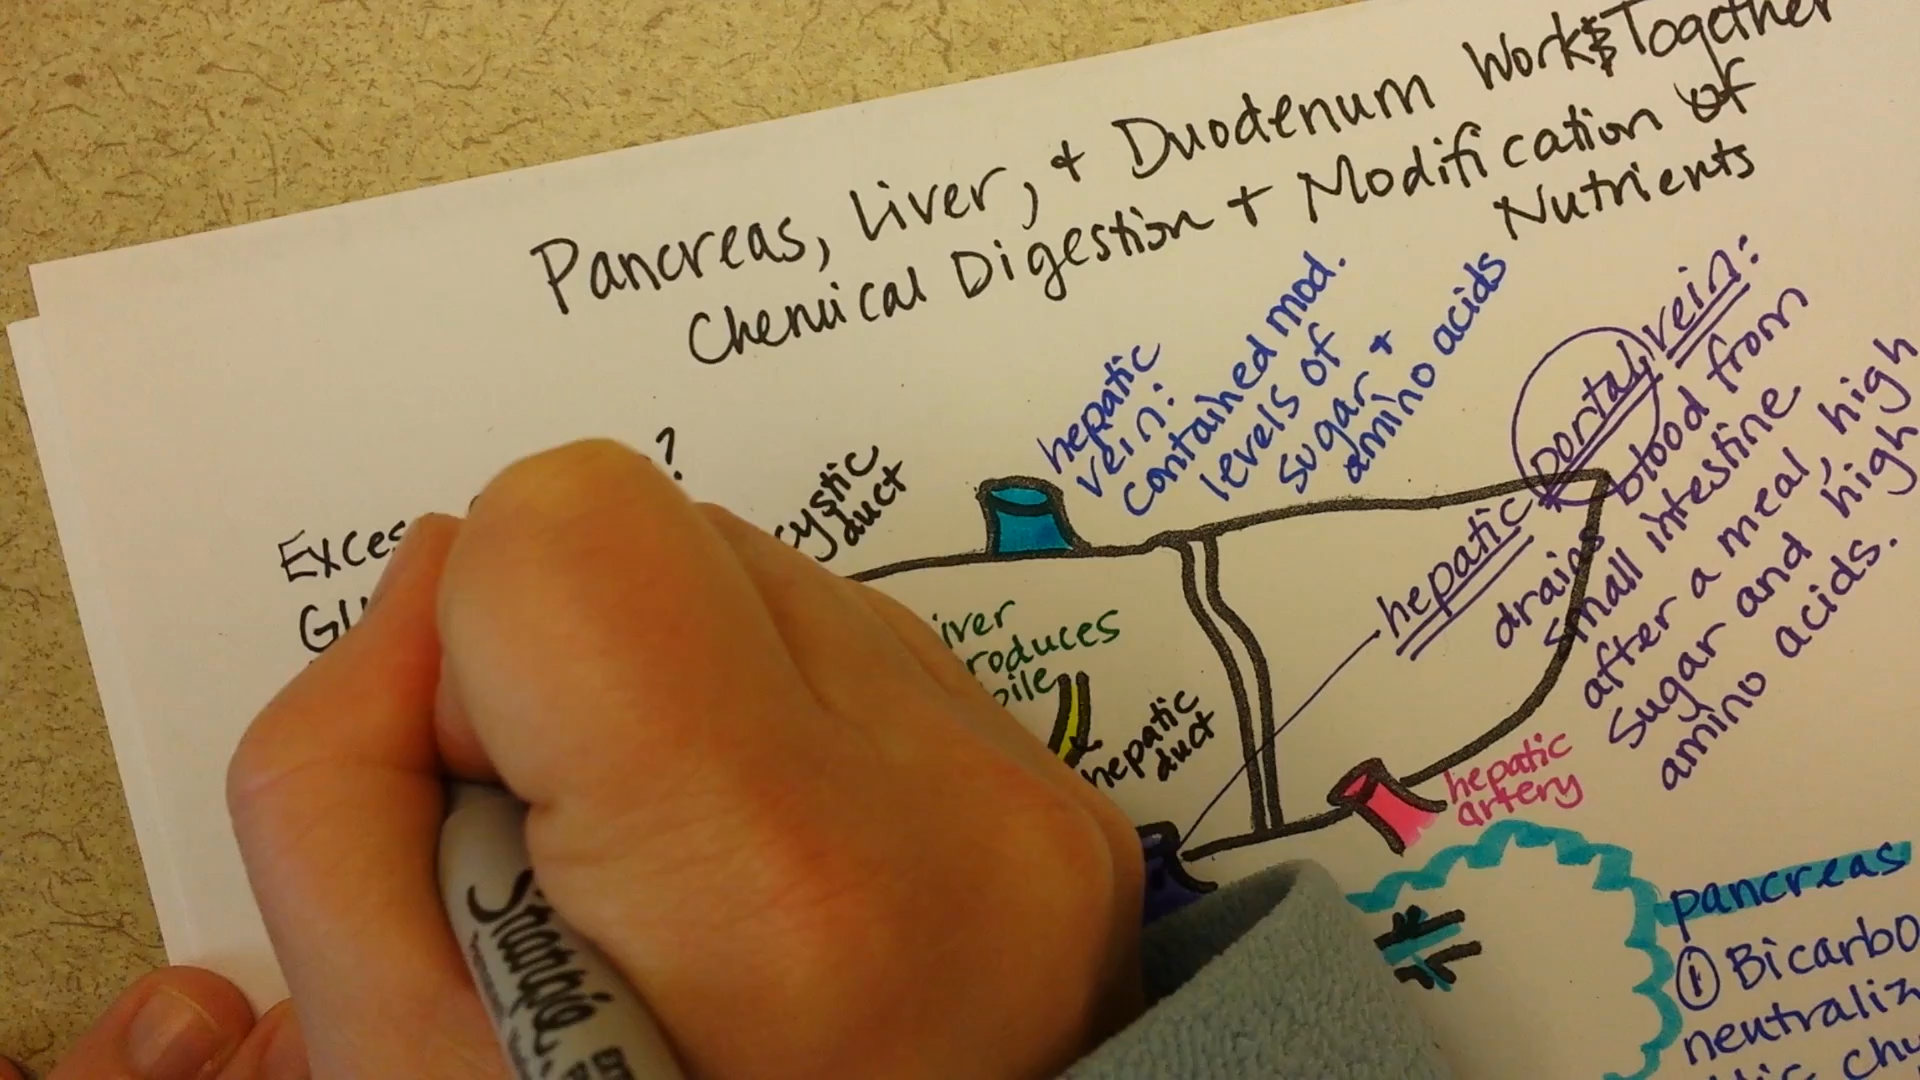 Pancreas, Liver, + Duodenum Works Together
Chemical Digestion + Modification of
Nutrients
?
cystic
duct
hepatic
vein:
contained mod.
levels of
sugar +
amino acids
hepatic portal vein:
drains blood from
small intestine
after a meal, high
sugar and high
amino acids.
produces
bile
hepatic
duct
hepatic
artery
pancreas
① Bicarbo
neutraliz
Sharpie